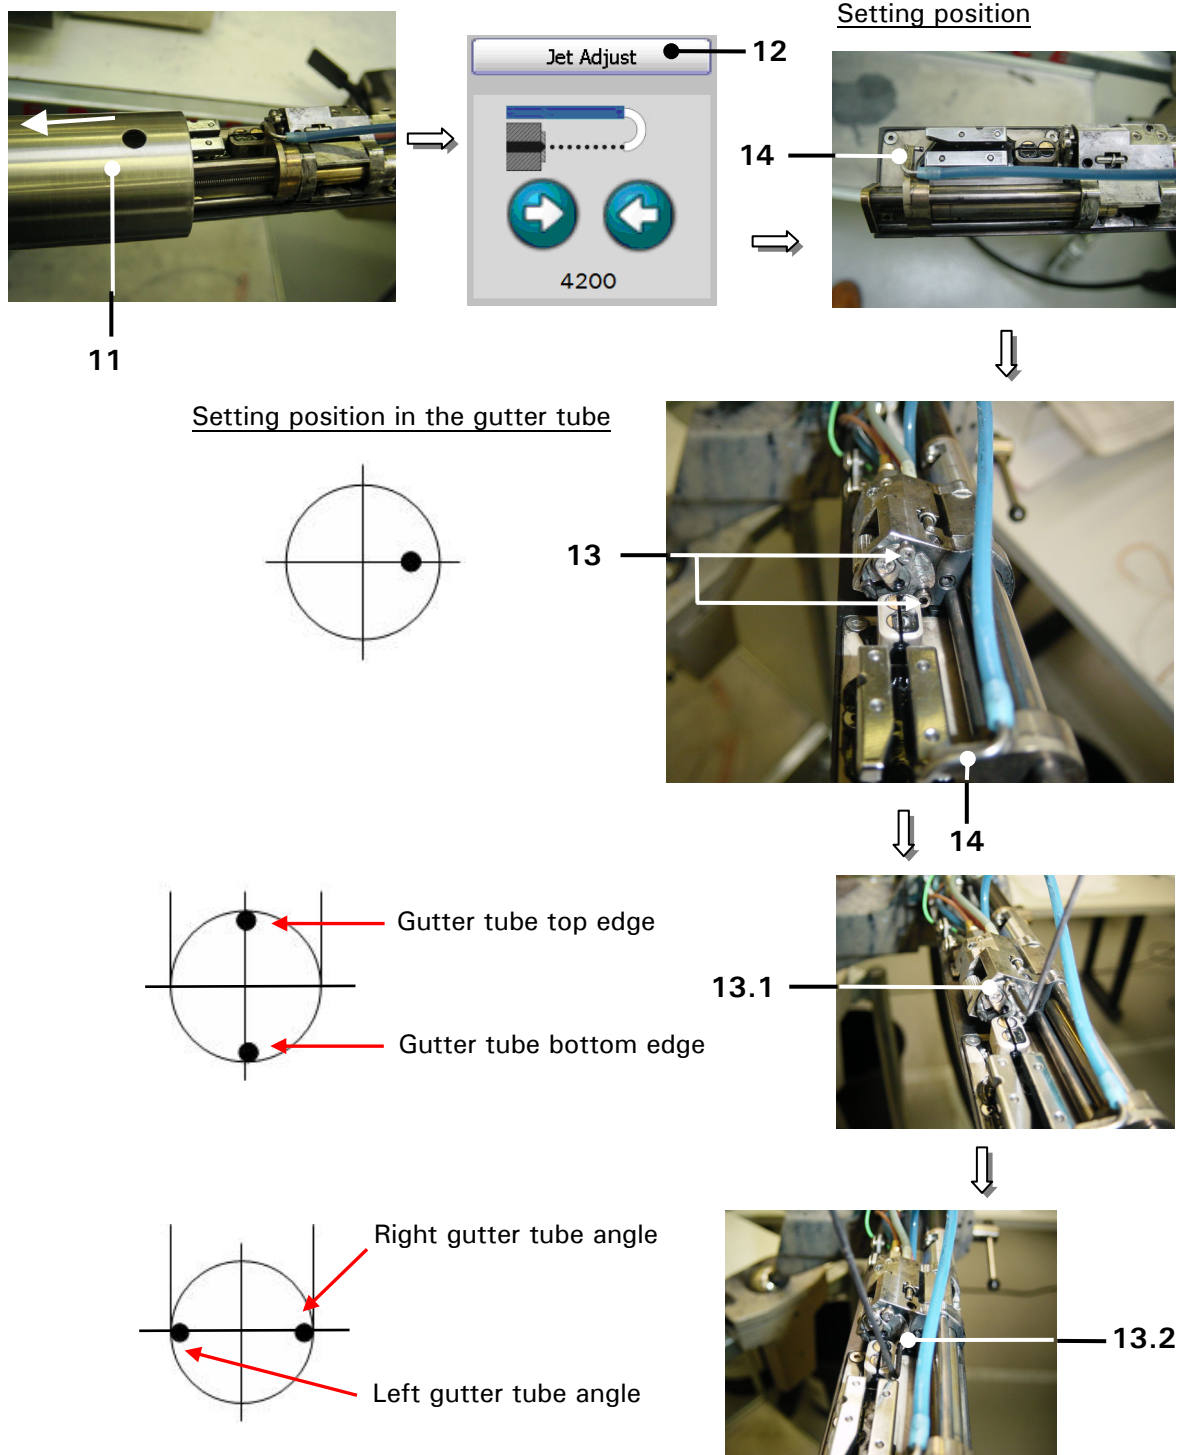 Setting position
Jet Adjust
12
14
4200
11
Setting position in the gutter tube
13
14
Gutter tube top edge
13.1
Gutter tube bottom edge
Right gutter tube angle
13.2
Left gutter tube angle